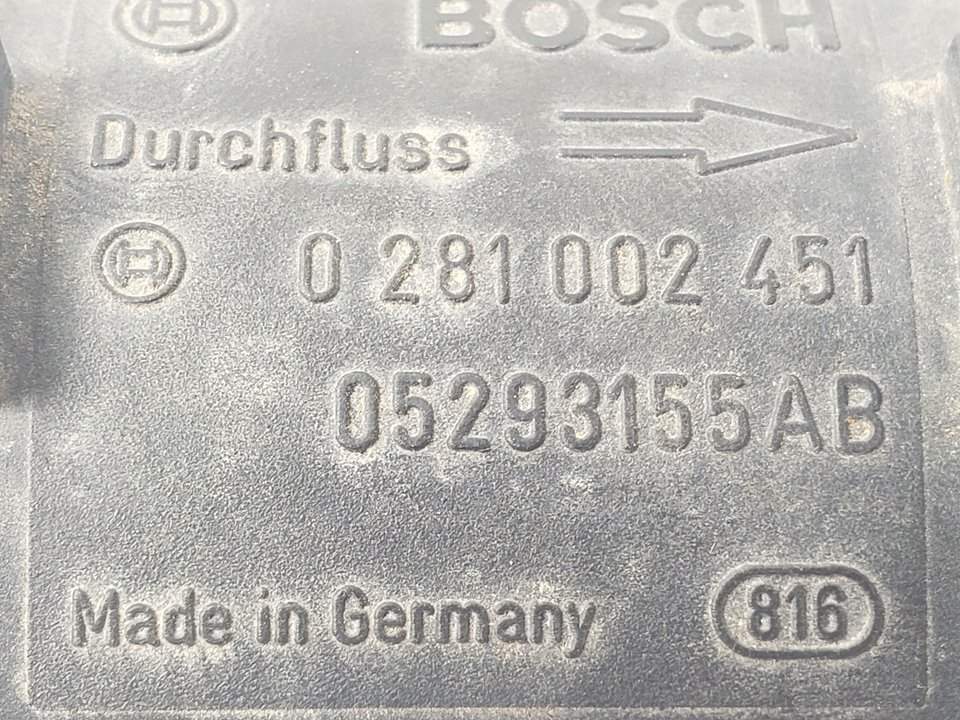 BOSCH
Durchfluss
0 281 002 451
05293155AB
Made in Germany 816